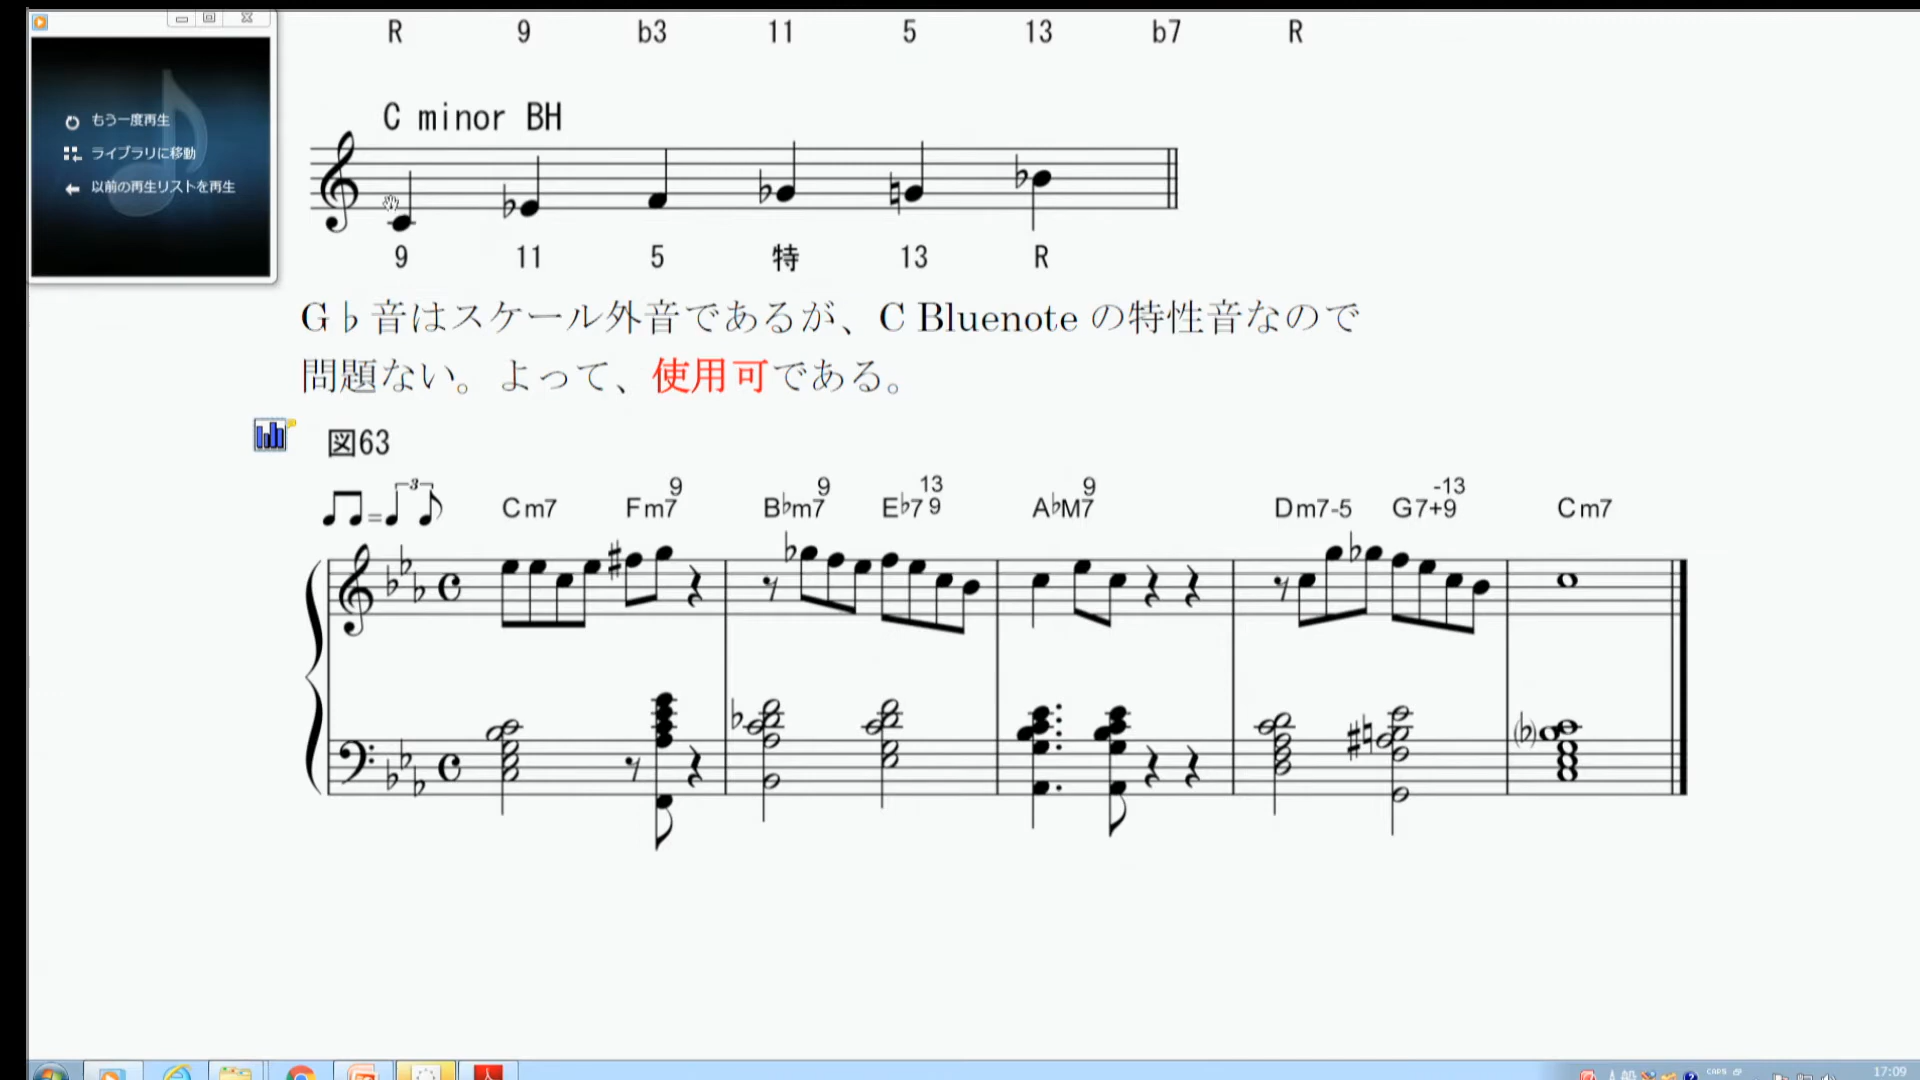 R 9 b3 11 5 13 b7 R
もう一度再生
ライブラリに移動
以前の再生リストを再生
C minor BH
9 11 5 特 13 R
G♭音はスケール外音であるが、C Bluenote の特性音なので
問題ない。よって、使用可である。
図63
3
Cm7 Fm7 9 B♭m7 9 E♭7 9 13 A♭M7 9 Dm7-5 G7+9 -13 Cm7
A 般 CAPS 17:09